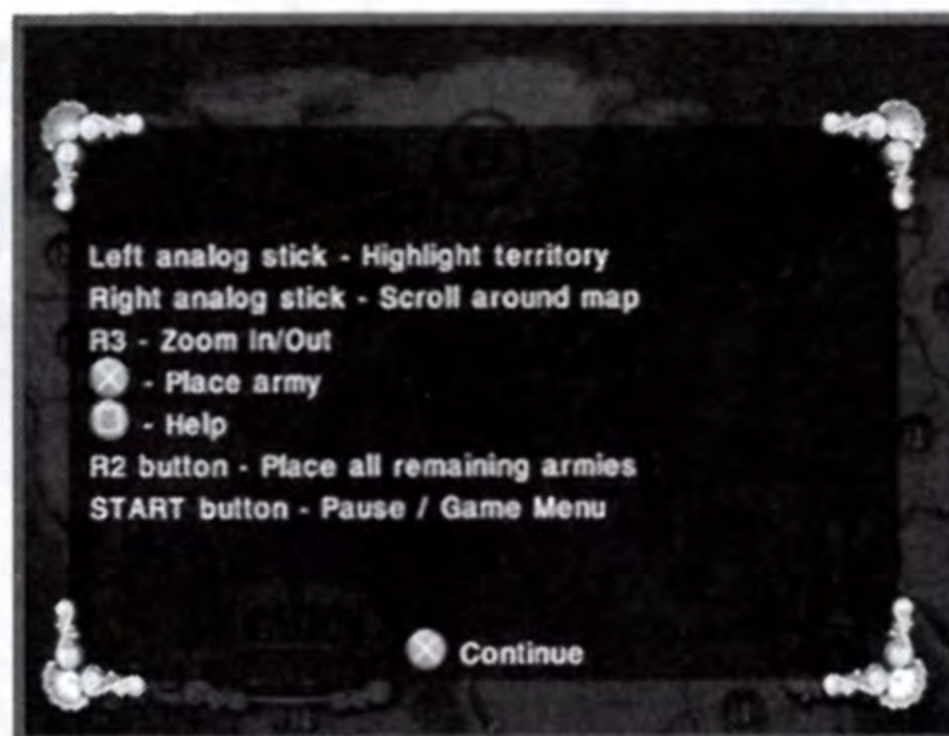 Left analog stick - Highlight territory
Right analog stick - Scroll around map
R3 - Zoom In/Out
- Place army
- Help
R2 button - Place all remaining armies
START button - Pause / Game Menu
Continue